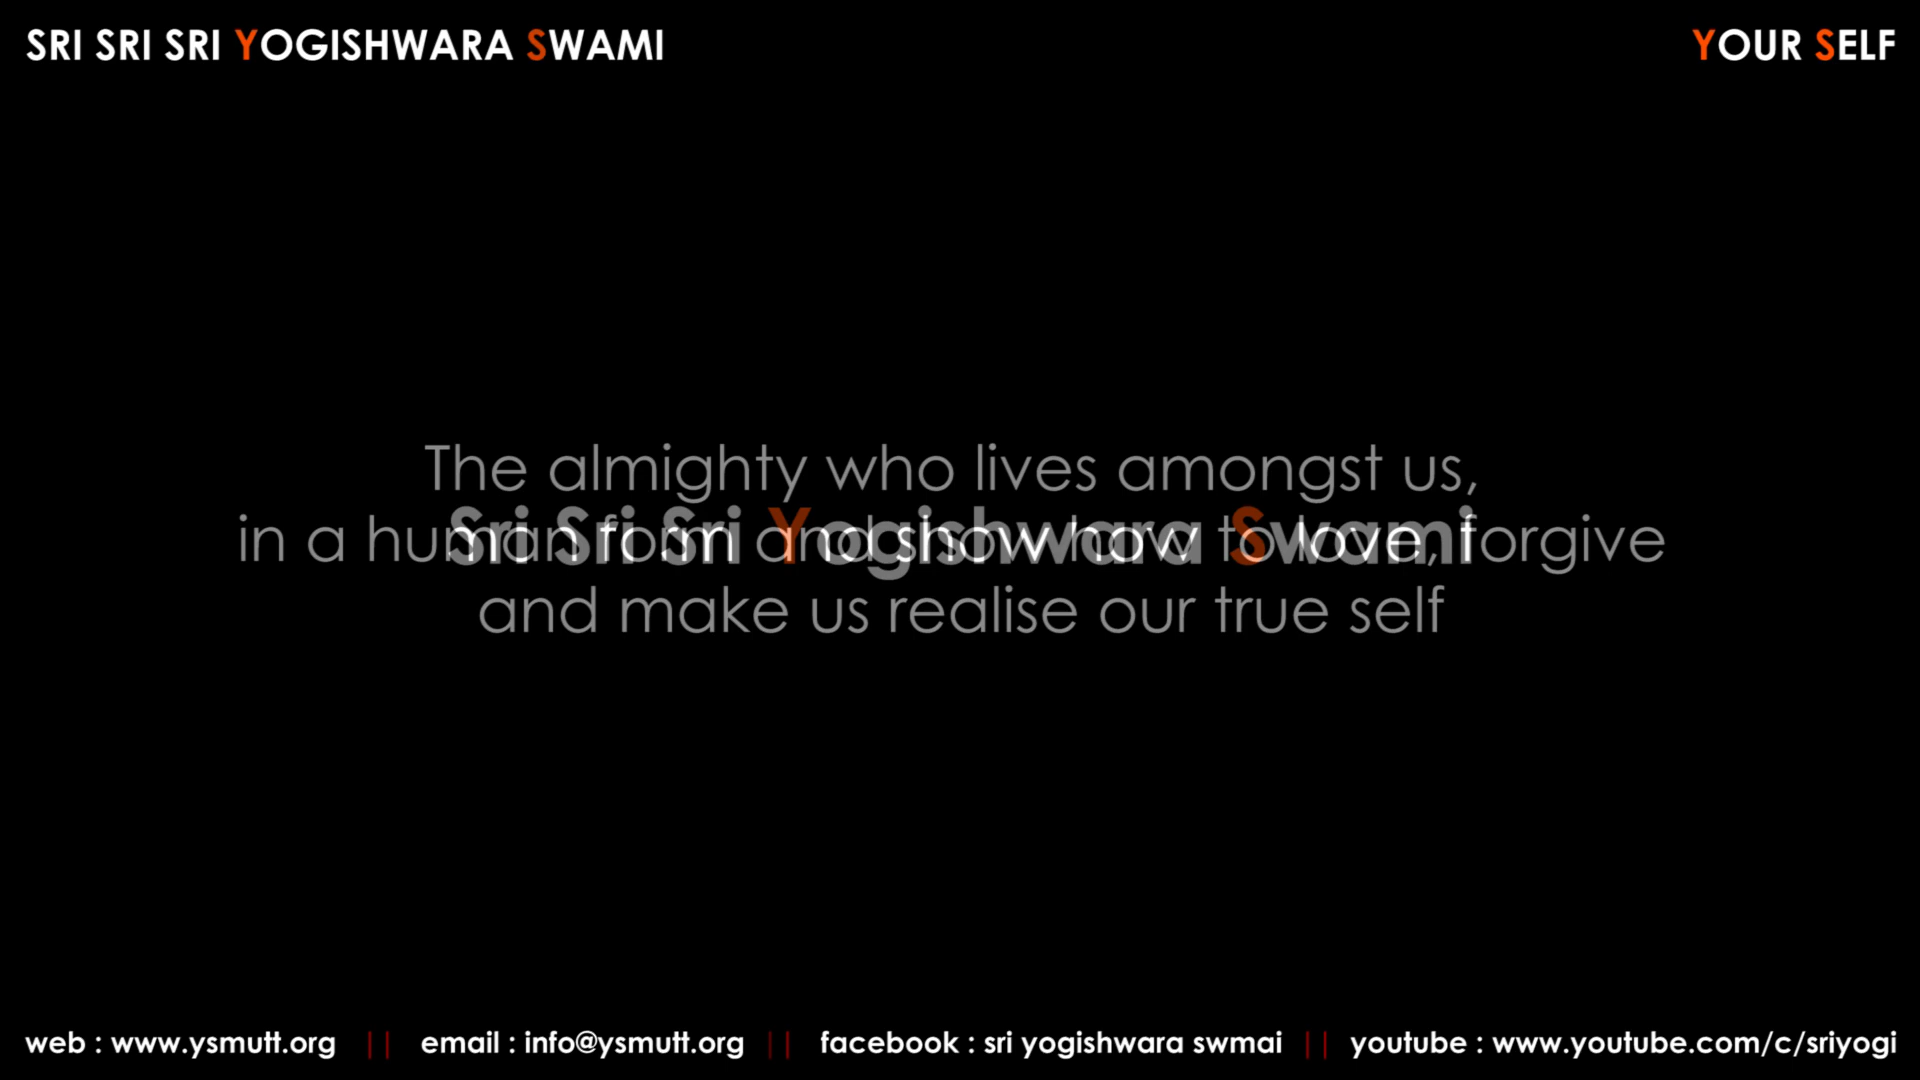 SRI SRI SRI YOGISHWARA SWAMI
YOUR SELF
The almighty who lives amongst us,
in a human form and show how to love, forgive
Sri Sri Sri Yogishwara Swami
and make us realise our true self
web : www.ysmutt.org || email : info@ysmutt.org || facebook : sri yogishwara swmai || youtube : www.youtube.com/c/sriyogi